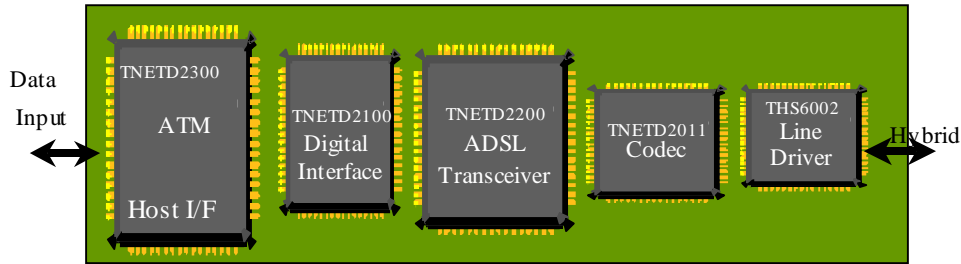 Data
Input
TNETD2300
ATM
Host I/F
TNETD2100
Digital
Interface
TNETD2200
ADSL
Transceiver
TNETD2011
Codec
THS6002
Line
Driver
Hybrid